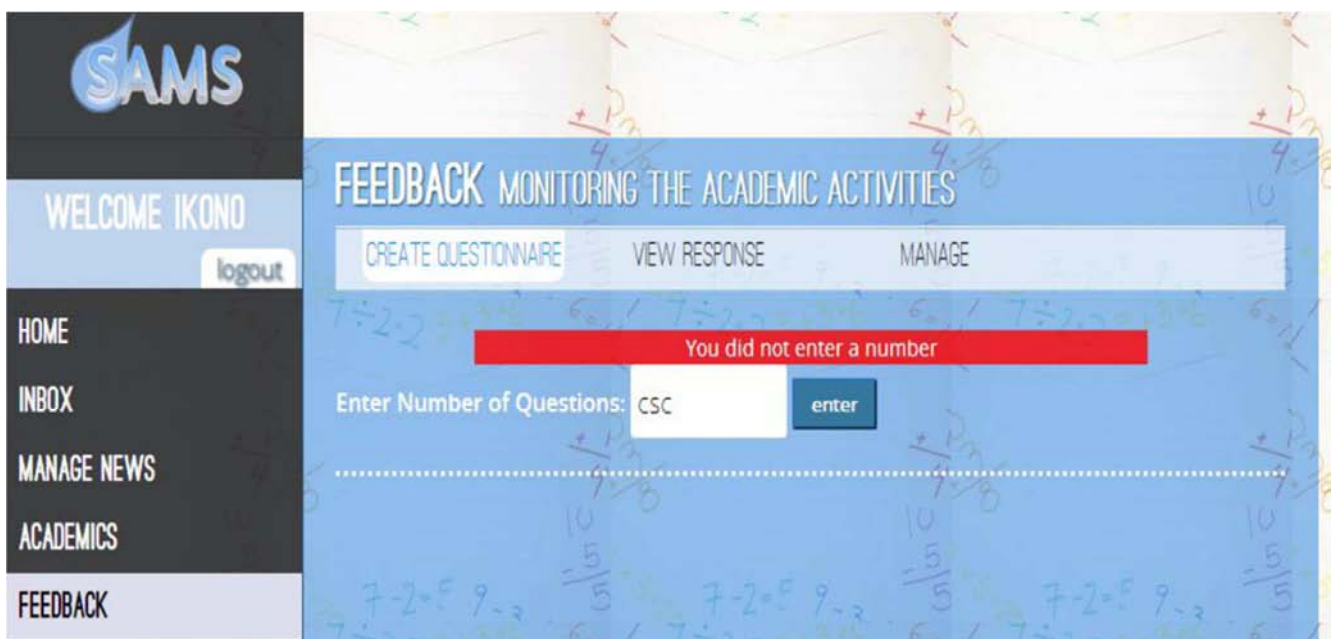 SAMS
WELCOME IKONO
logout
HOME
INBOX
MANAGE NEWS
ACADEMICS
FEEDBACK
FEEDBACK MONITORING THE ACADEMIC ACTIVITIES
CREATE QUESTIONNAIRE VIEW RESPONSE MANAGE
You did not enter a number
Enter Number of Questions: csc enter